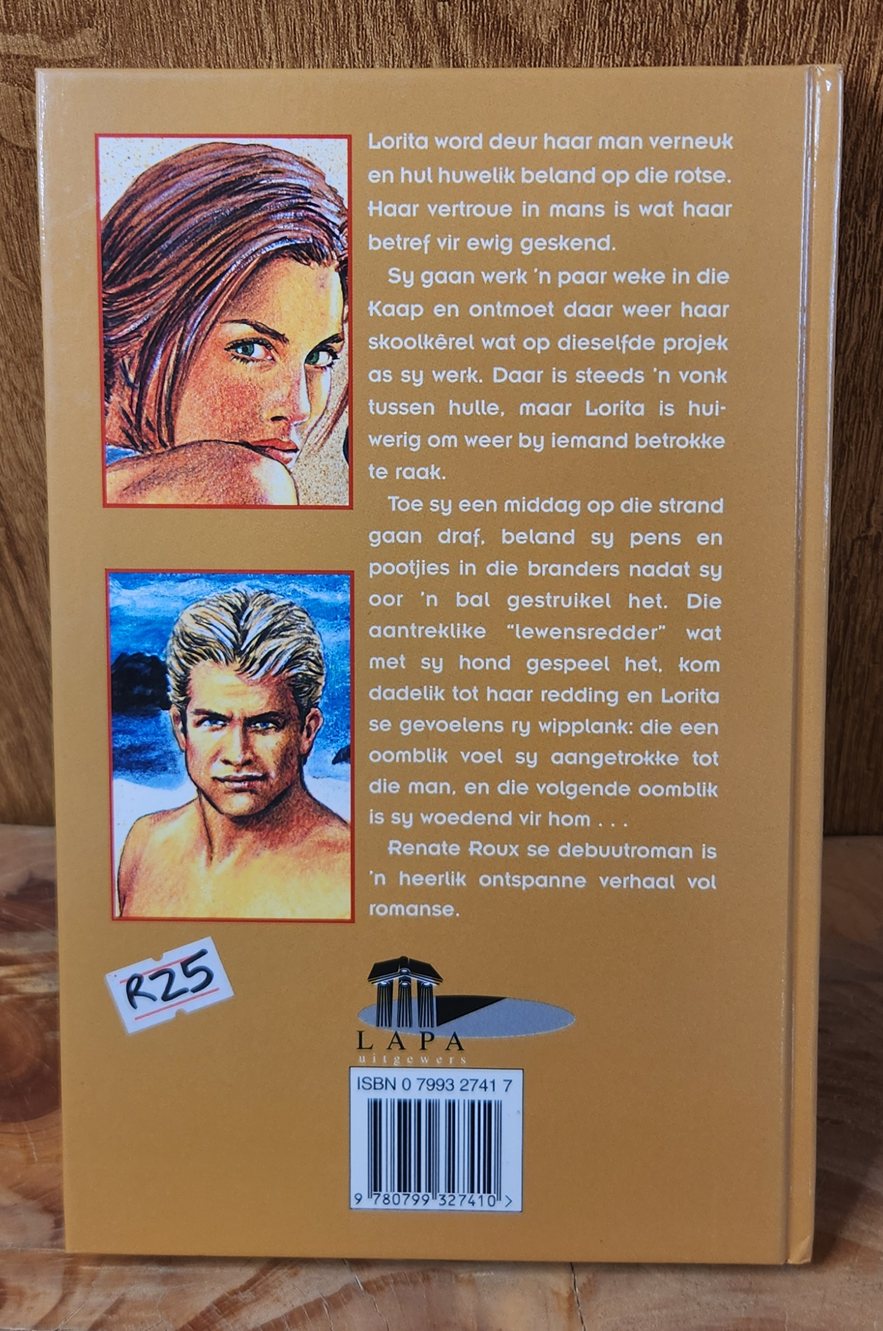 Lorita word deur haar man verneuk
en hul huwelik beland op die rotse.
Haar vertroue in mans is wat haar
betref vir ewig geskend.
Sy gaan werk 'n paar weke in die
Kaap en ontmoet daar weer haar
skoolkêrel wat op dieselfde projek
as sy werk. Daar is steeds 'n vonk
tussen hulle, maar Lorita is hui-
werig om weer by iemand betrokke
te raak.
Toe sy een middag op die strand
gaan draf, beland sy pens en
pootjies in die branders nadat sy
oor 'n bal gestruikel het. Die
aantreklike "lewensredder" wat
met sy hond gespeel het, kom
dadelik tot haar redding en Lorita
se gevoelens ry wipplank: die een
oomblik voel sy aangetrokke tot
die man, en die volgende oomblik
is sy woedend vir hom . . .
Renate Roux se debuutroman is
'n heerlik ontspanne verhaal vol
romanse.
R25
LAPA
uitgewers
ISBN 0 7993 2741 7
9 780799 327410 >